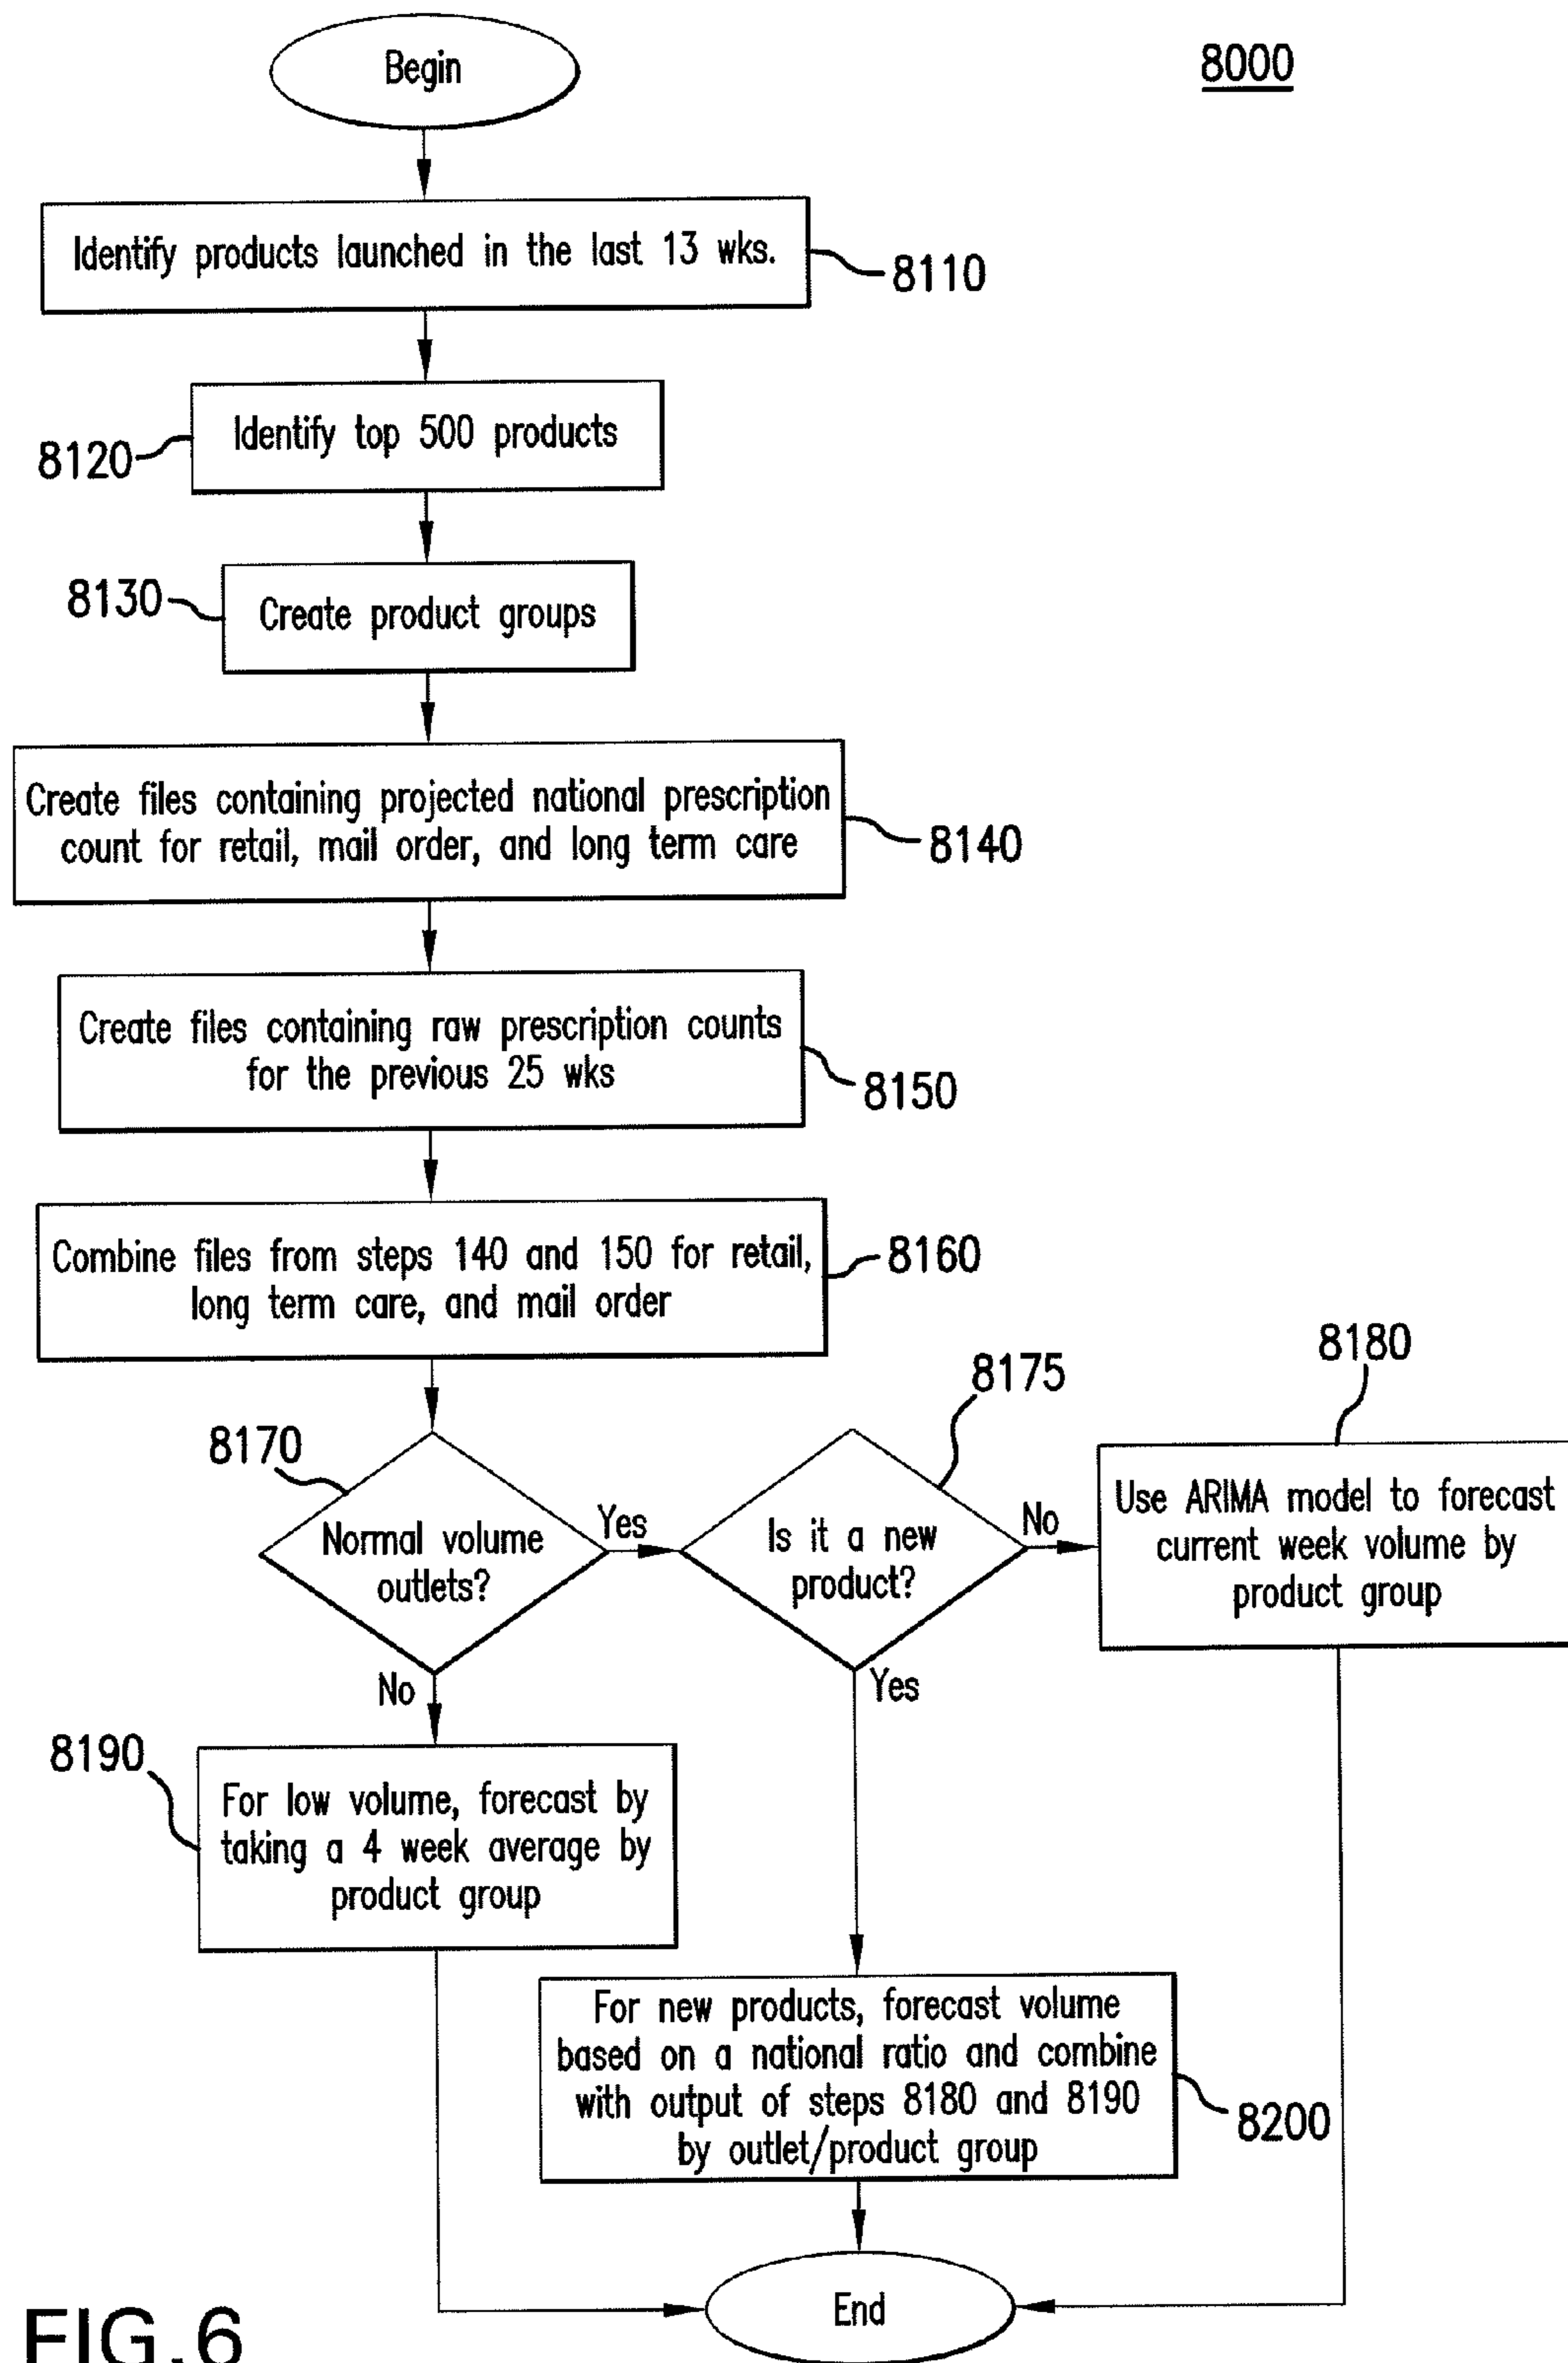 Begin
8000
Identify products launched in the last 13 wks.
8110
Identify top 500 products
8120
8130
Create product groups
Create files containing projected national prescription
count for retail, mail order, and long term care
8140
Create files containing raw prescription counts
for the previous 25 wks
8150
Combine files from steps 140 and 150 for retail,
long term care, and mail order
8160
8170
Normal volume
outlets?
Yes
No
8175
Is it a new
product?
No
Yes
8180
Use ARIMA model to forecast
current week volume by
product group
8190
For low volume, forecast by
taking a 4 week average by
product group
For new products, forecast volume
based on a national ratio and combine
with output of steps 8180 and 8190
by outlet/product group
8200
End
FIG.6